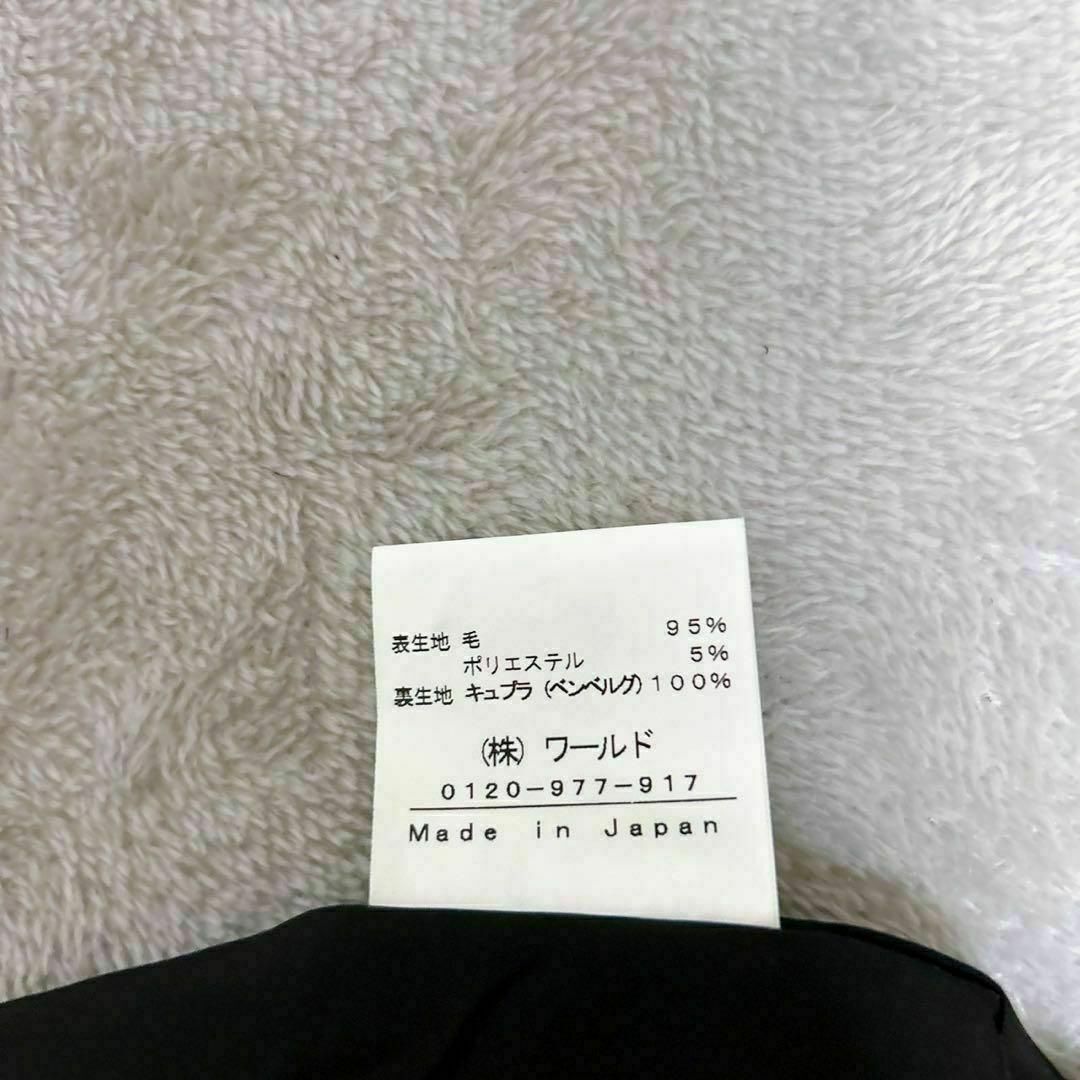 表生地 毛 95%
ポリエステル 5%
裏生地 キュプラ(ベンベルグ)100%
(株)ワールド
0120-977-917
Made in Japan